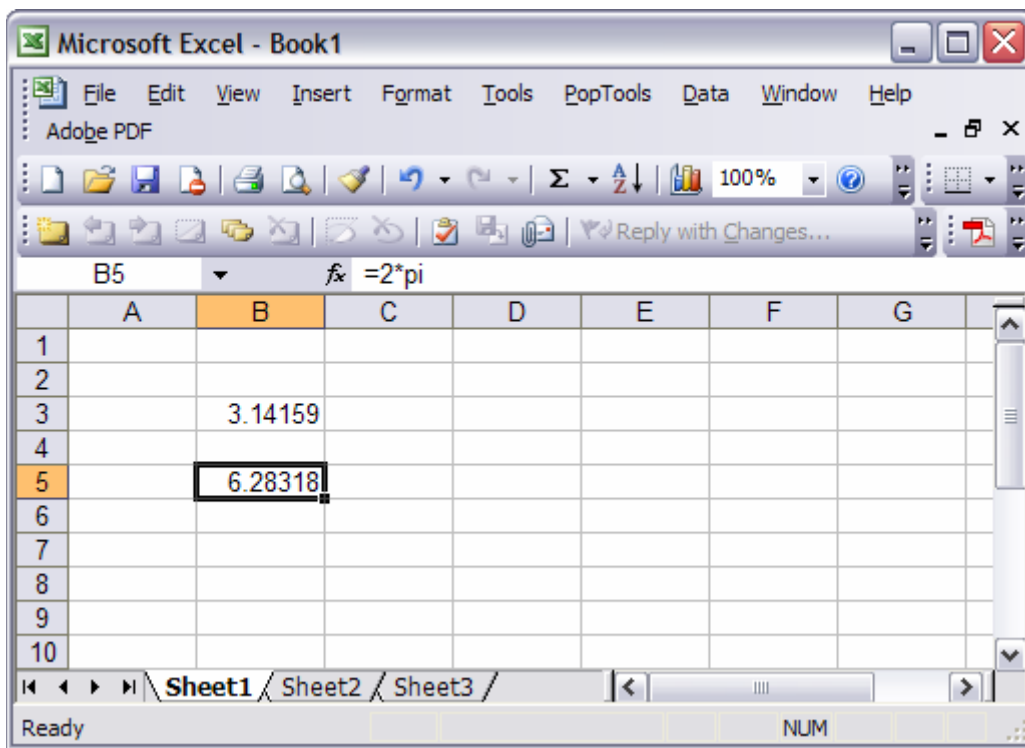 Microsoft Excel - Book1
File Edit View Insert Format Tools PopTools Data Window Help
Adobe PDF
Σ A Z 100% ?
Reply with Changes...
B5 fx =2*pi
A B C D E F G
1
2
3 3.14159
4
5 6.28318
6
7
8
9
10
Sheet1 Sheet2 Sheet3
Ready NUM